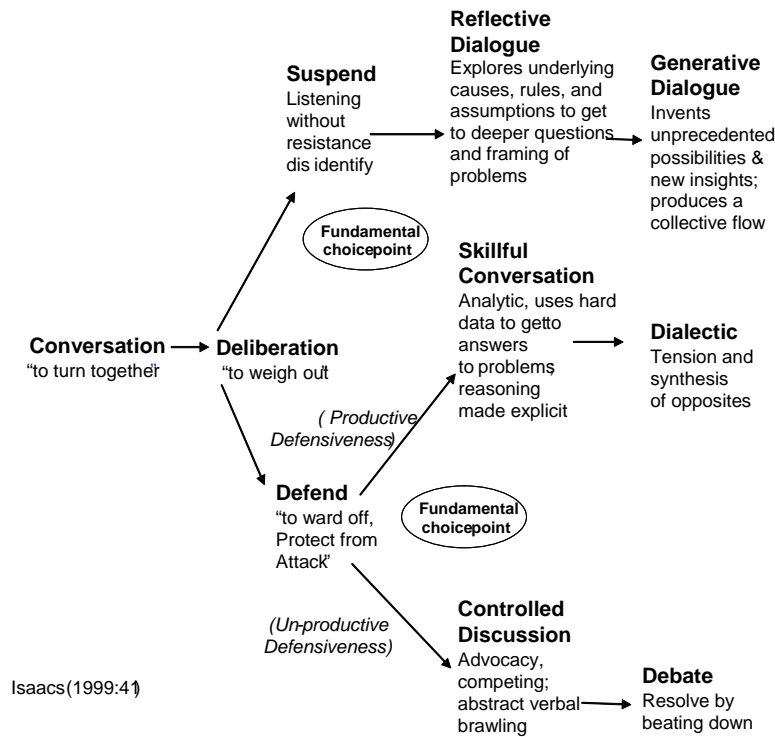 Reflective
Dialogue
Explores underlying
causes, rules, and
assumptions to get
to deeper questions
and framing of
problems
Generative
Dialogue
Invents
unprecedented
possibilities &
new insights;
produces a
collective flow
Suspend
Listening
without
resistance
dis identify
Fundamental
choicepoint
Skillful
Conversation
Analytic, uses hard
data to getto
answers
to problems;
reasoning
made explicit
Dialectic
Tension and
synthesis
of opposites
Conversation
“to turn together”
Deliberation
“to weigh out”
( Productive
Defensiveness)
Defend
“to ward off,
Protect from
Attack”
Fundamental
choicepoint
(Un-productive
Defensiveness)
Controlled
Discussion
Advocacy,
competing;
abstract verbal
brawling
Debate
Resolve by
beating down
Isaacs (1999:41)